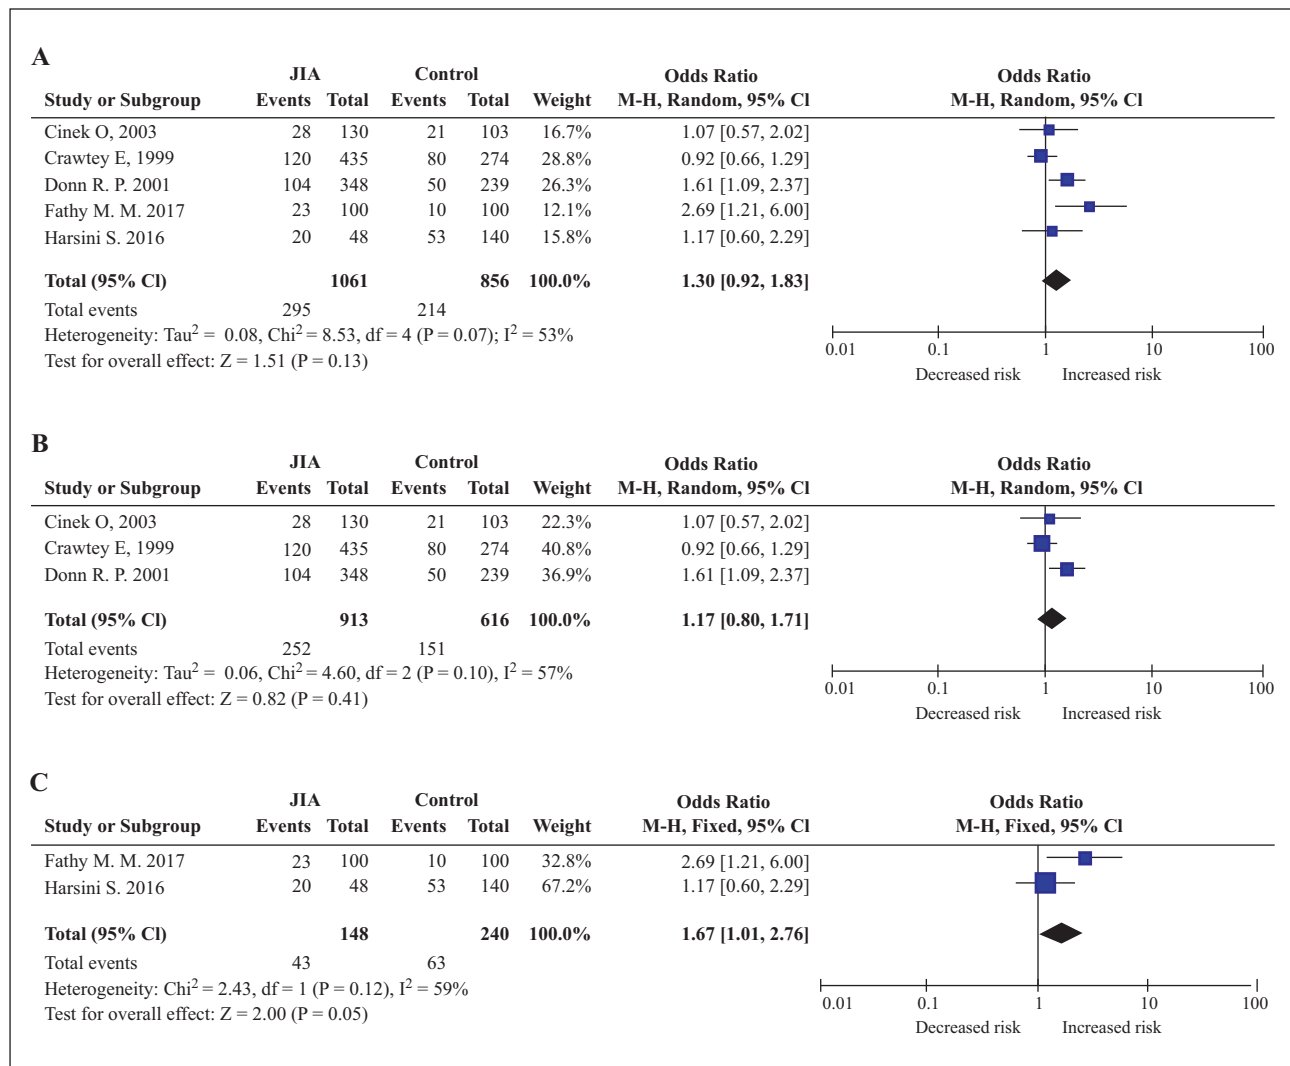 A
JIA Control Odds Ratio Odds Ratio
Study or Subgroup Events Total Events Total Weight M-H, Random, 95% Cl M-H, Random, 95% Cl
Cinek O, 2003 28 130 21 103 16.7% 1.07 [0.57, 2.02]
Crawtey E, 1999 120 435 80 274 28.8% 0.92 [0.66, 1.29]
Donn R. P. 2001 104 348 50 239 26.3% 1.61 [1.09, 2.37]
Fathy M. M. 2017 23 100 10 100 12.1% 2.69 [1.21, 6.00]
Harsini S. 2016 20 48 53 140 15.8% 1.17 [0.60, 2.29]
Total (95% Cl) 1061 856 100.0% 1.30 [0.92, 1.83]
Total events 295 214
Heterogeneity: Tau² = 0.08, Chi² = 8.53, df = 4 (P = 0.07); I² = 53%
Test for overall effect: Z = 1.51 (P = 0.13)
0.01 0.1 1 10 100
Decreased risk Increased risk
B
JIA Control Odds Ratio Odds Ratio
Study or Subgroup Events Total Events Total Weight M-H, Random, 95% Cl M-H, Random, 95% Cl
Cinek O, 2003 28 130 21 103 22.3% 1.07 [0.57, 2.02]
Crawtey E, 1999 120 435 80 274 40.8% 0.92 [0.66, 1.29]
Donn R. P. 2001 104 348 50 239 36.9% 1.61 [1.09, 2.37]
Total (95% Cl) 913 616 100.0% 1.17 [0.80, 1.71]
Total events 252 151
Heterogeneity: Tau² = 0.06, Chi² = 4.60, df = 2 (P = 0.10), I² = 57%
Test for overall effect: Z = 0.82 (P = 0.41)
0.01 0.1 1 10 100
Decreased risk Increased risk
C
JIA Control Odds Ratio Odds Ratio
Study or Subgroup Events Total Events Total Weight M-H, Fixed, 95% Cl M-H, Fixed, 95% Cl
Fathy M. M. 2017 23 100 10 100 32.8% 2.69 [1.21, 6.00]
Harsini S. 2016 20 48 53 140 67.2% 1.17 [0.60, 2.29]
Total (95% Cl) 148 240 100.0% 1.67 [1.01, 2.76]
Total events 43 63
Heterogeneity: Chi² = 2.43, df = 1 (P = 0.12), I² = 59%
Test for overall effect: Z = 2.00 (P = 0.05)
0.01 0.1 1 10 100
Decreased risk Increased risk